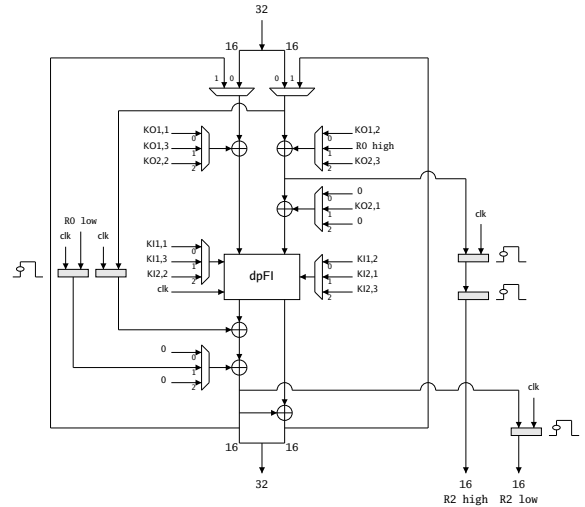 32
16 16
1 0 0 1
KO1,1 KO1,2
0 0
KO1,3 R0 high
1 1
KO2,2 KO2,3
2 2
0
0
R0 low KO2,1
1
clk clk 0 clk
2
KI1,1 KI1,2
0 0
KI1,3 dpFI KI2,1
1 1
KI2,2 KI2,3
2 2
clk
0
0
1
0
2
clk
16 16
32
16 16
R2 high R2 low